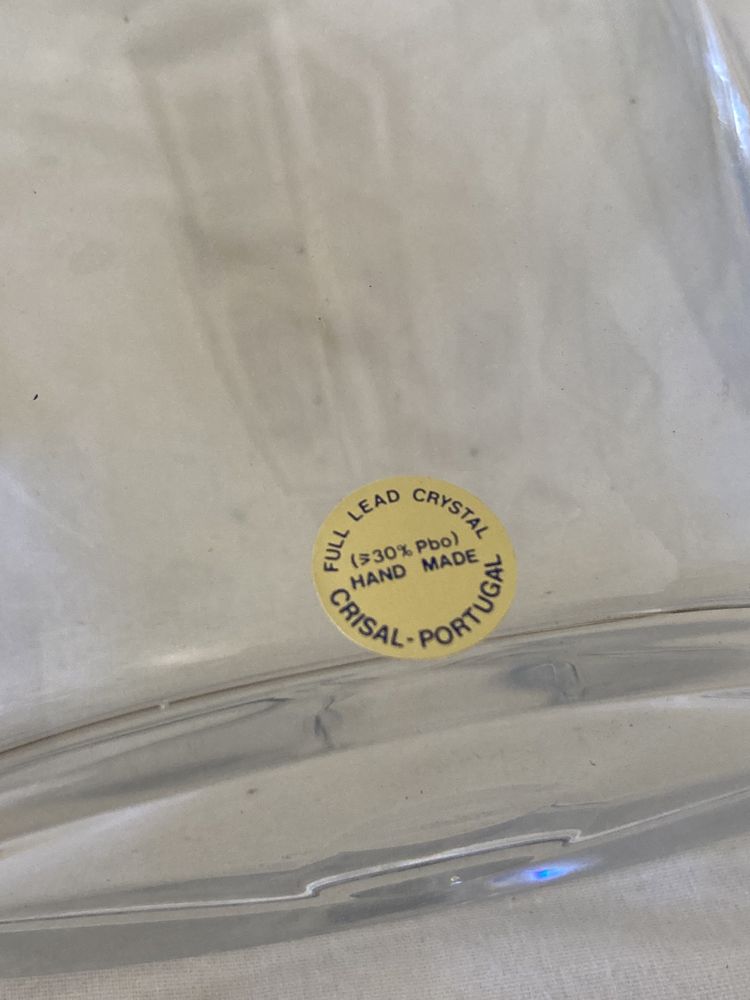 FULL LEAD CRYSTAL
(≥30% Pbo)
HAND MADE
CRISAL-PORTUGAL